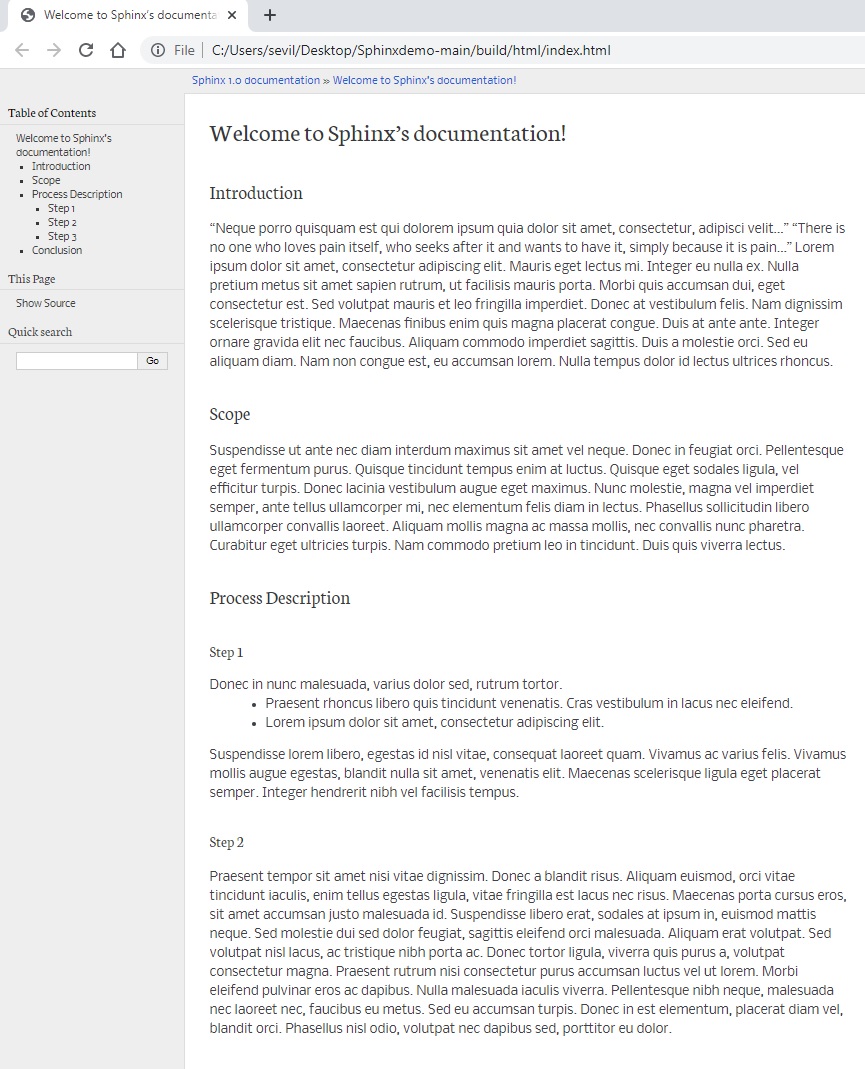 Welcome to Sphinx's documenta
File C:/Users/sevil/Desktop/Sphinxdemo-main/build/html/index.html
Sphinx 1.0 documentation » Welcome to Sphinx's documentation!
Table of Contents
Welcome to Sphinx's
documentation!
Introduction
Scope
Process Description
Step 1
Step 2
Step 3
Conclusion
This Page
Show Source
Quick search
Go
Welcome to Sphinx's documentation!
Introduction
“Neque porro quisquam est qui dolorem ipsum quia dolor sit amet, consectetur, adipisci velit…” “There is
no one who loves pain itself, who seeks after it and wants to have it, simply because it is pain…” Lorem
ipsum dolor sit amet, consectetur adipiscing elit. Mauris eget lectus mi. Integer eu nulla ex. Nulla
pretium metus sit amet sapien rutrum, ut facilisis mauris porta. Morbi quis accumsan dui, eget
consectetur est. Sed volutpat mauris et leo fringilla imperdiet. Donec at vestibulum felis. Nam dignissim
scelerisque tristique. Maecenas finibus enim quis magna placerat congue. Duis at ante ante. Integer
ornare gravida elit nec faucibus. Aliquam commodo imperdiet sagittis. Duis a molestie orci. Sed eu
aliquam diam. Nam non congue est, eu accumsan lorem. Nulla tempus dolor id lectus ultrices rhoncus.
Scope
Suspendisse ut ante nec diam interdum maximus sit amet vel neque. Donec in feugiat orci. Pellentesque
eget fermentum purus. Quisque tincidunt tempus enim at luctus. Quisque eget sodales ligula, vel
efficitur turpis. Donec lacinia vestibulum augue eget maximus. Nunc molestie, magna vel imperdiet
semper, ante tellus ullamcorper mi, nec elementum felis diam in lectus. Phasellus sollicitudin libero
ullamcorper convallis laoreet. Aliquam mollis magna ac massa mollis, nec convallis nunc pharetra.
Curabitur eget ultricies turpis. Nam commodo pretium leo in tincidunt. Duis quis viverra lectus.
Process Description
Step 1
Donec in nunc malesuada, varius dolor sed, rutrum tortor.
Praesent rhoncus libero quis tincidunt venenatis. Cras vestibulum in lacus nec eleifend.
Lorem ipsum dolor sit amet, consectetur adipiscing elit.
Suspendisse lorem libero, egestas id nisl vitae, consequat laoreet quam. Vivamus ac varius felis. Vivamus
mollis augue egestas, blandit nulla sit amet, venenatis elit. Maecenas scelerisque ligula eget placerat
semper. Integer hendrerit nibh vel facilisis tempus.
Step 2
Praesent tempor sit amet nisi vitae dignissim. Donec a blandit risus. Aliquam euismod, orci vitae
tincidunt iaculis, enim tellus egestas ligula, vitae fringilla est lacus nec risus. Maecenas porta cursus eros,
sit amet accumsan justo malesuada id. Suspendisse libero erat, sodales at ipsum in, euismod mattis
neque. Sed molestie dui sed dolor feugiat, sagittis eleifend orci malesuada. Aliquam erat volutpat. Sed
volutpat nisl lacus, ac tristique nibh porta ac. Donec tortor ligula, viverra quis purus a, volutpat
consectetur magna. Praesent rutrum nisi consectetur purus accumsan luctus vel ut lorem. Morbi
eleifend pulvinar eros ac dapibus. Nulla malesuada iaculis viverra. Pellentesque nibh neque, malesuada
nec laoreet nec, faucibus eu metus. Sed eu accumsan turpis. Donec in est elementum, placerat diam vel,
blandit orci. Phasellus nisl odio, volutpat nec dapibus sed, porttitor eu dolor.